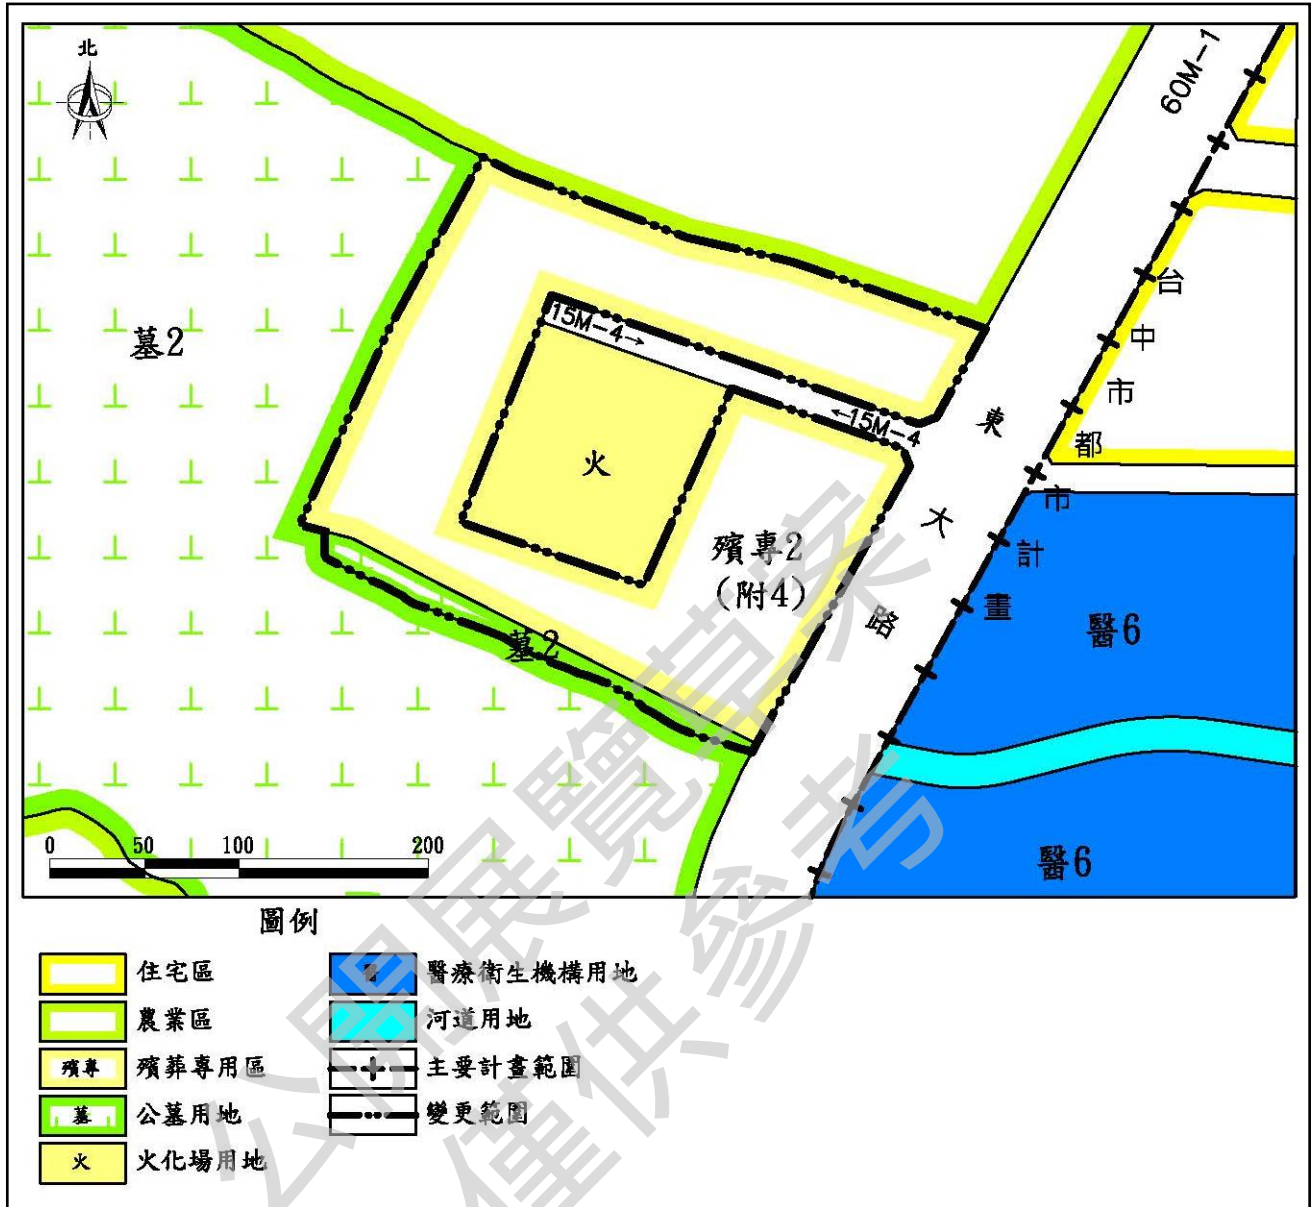 北
60M-1
台中市都市計畫
墓2
15M-4→
←15M-4
東大路
火
殯專2
(附4)
墓2
醫6
醫6
0 50 100 200
圖例
住宅區
農業區
殯專 殯葬專用區
墓 公墓用地
火 火化場用地
醫 醫療衛生機構用地
河道用地
主要計畫範圍
變更範圍
公開展覽草案
僅供參考